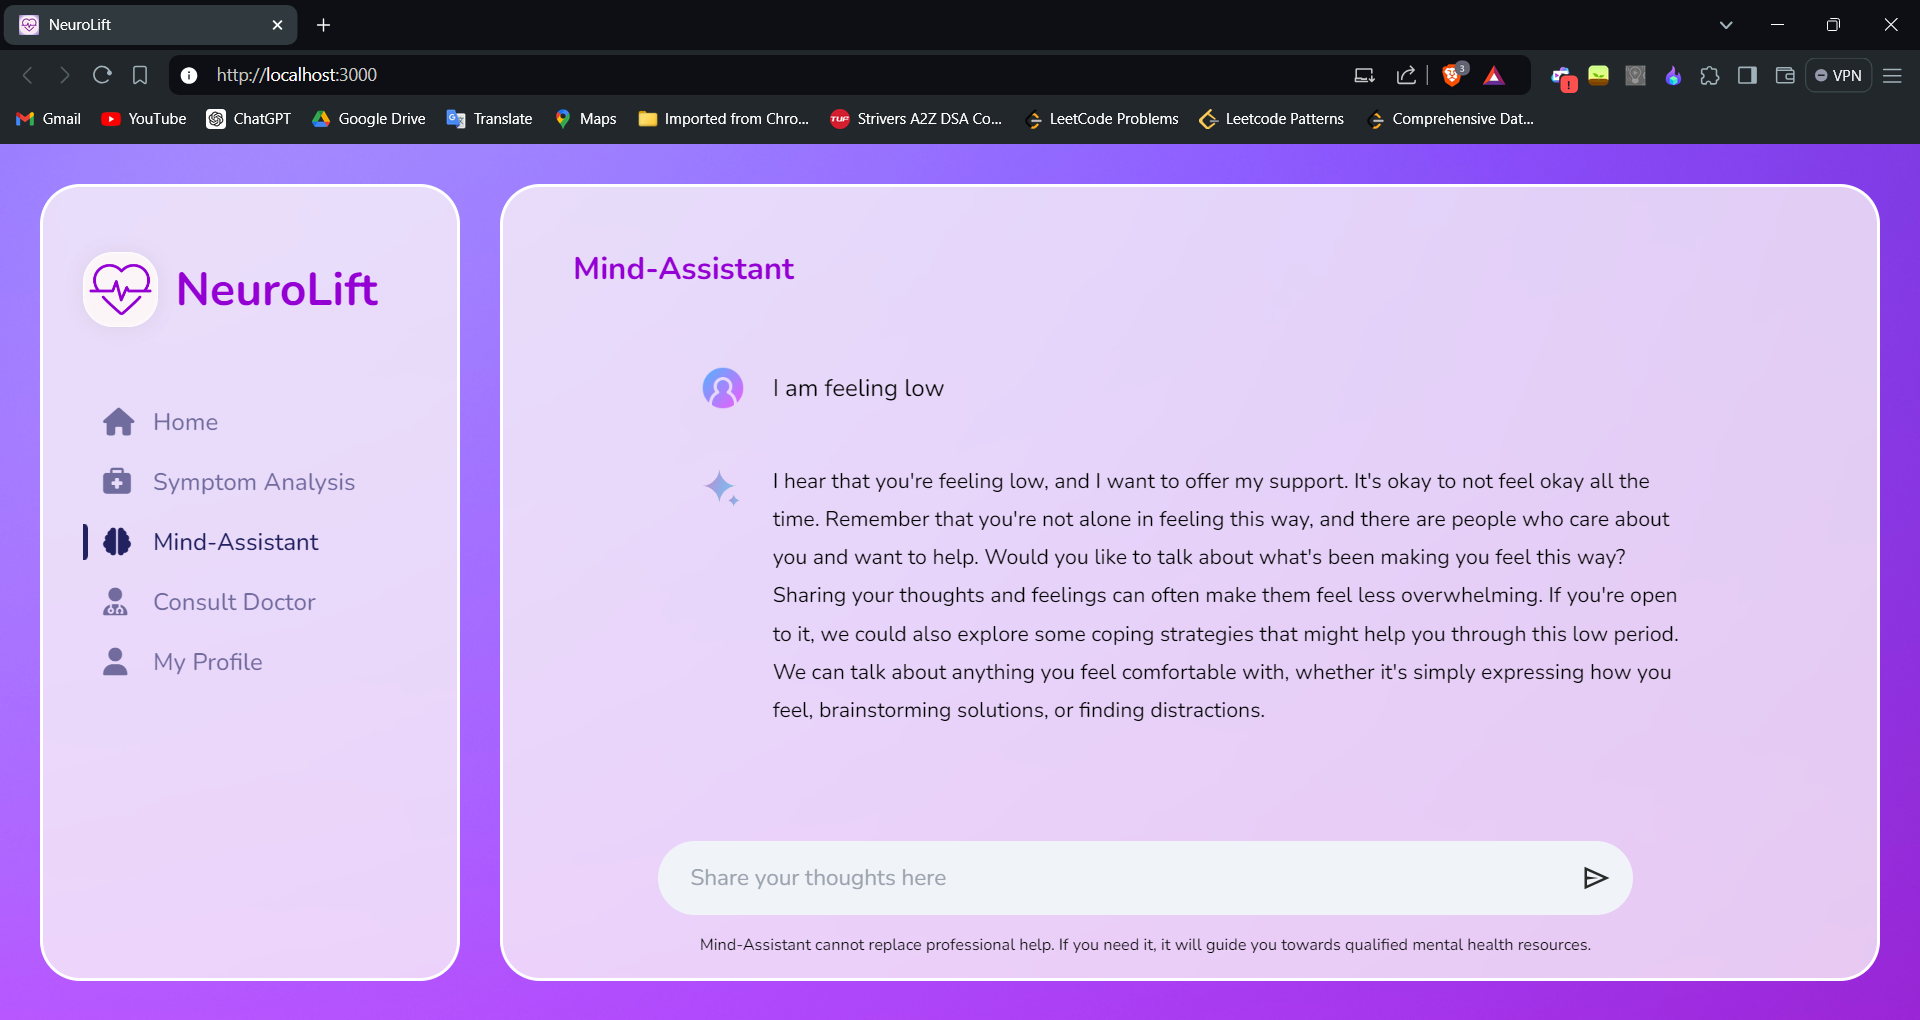 NeuroLift
http://localhost:3000
3
VPN
Gmail
YouTube
ChatGPT
Google Drive
Translate
Maps
Imported from Chro...
TUF
Strivers A2Z DSA Co...
LeetCode Problems
Leetcode Patterns
Comprehensive Dat...
NeuroLift
Home
Symptom Analysis
Mind-Assistant
Consult Doctor
My Profile
Mind-Assistant
I am feeling low
I hear that you're feeling low, and I want to offer my support. It's okay to not feel okay all the
time. Remember that you're not alone in feeling this way, and there are people who care about
you and want to help. Would you like to talk about what's been making you feel this way?
Sharing your thoughts and feelings can often make them feel less overwhelming. If you're open
to it, we could also explore some coping strategies that might help you through this low period.
We can talk about anything you feel comfortable with, whether it's simply expressing how you
feel, brainstorming solutions, or finding distractions.
Share your thoughts here
Mind-Assistant cannot replace professional help. If you need it, it will guide you towards qualified mental health resources.